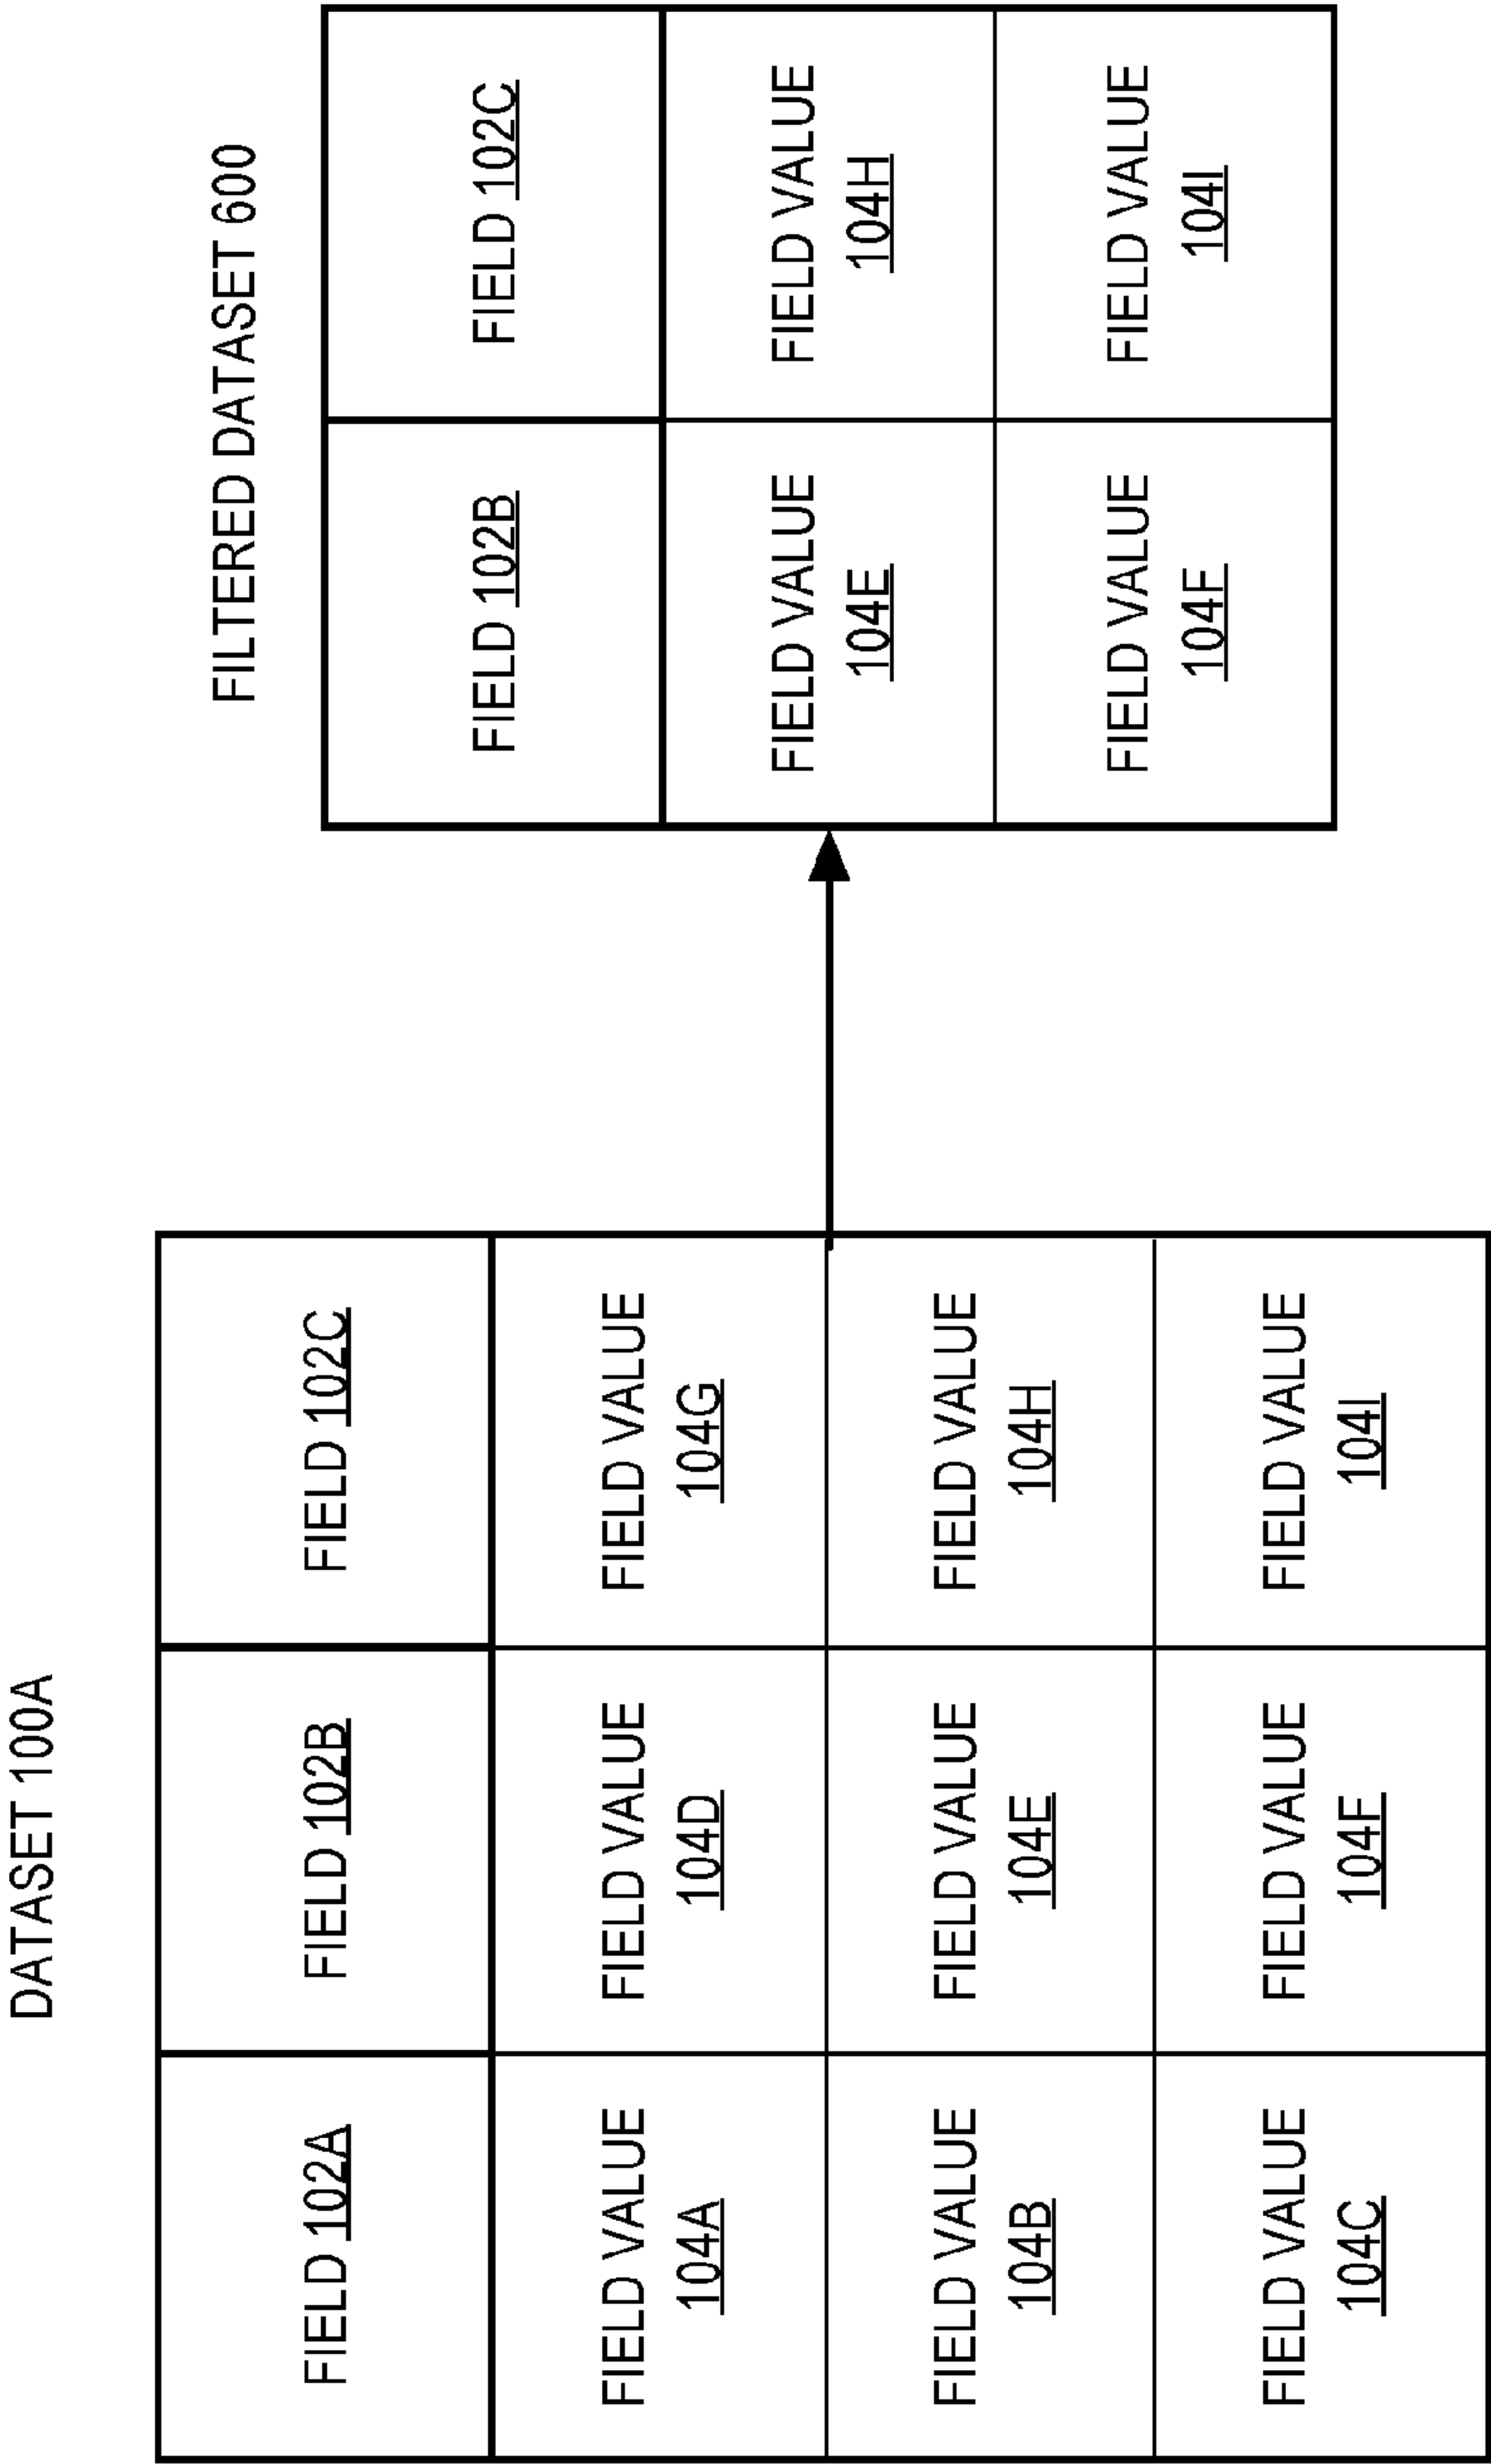 DATASET 100A
FIELD 102A
FIELD 102B
FIELD 102C
FIELD VALUE
104A
FIELD VALUE
104D
FIELD VALUE
104G
FIELD VALUE
104B
FIELD VALUE
104E
FIELD VALUE
104H
FIELD VALUE
104C
FIELD VALUE
104F
FIELD VALUE
104I
FILTERED DATASET 600
FIELD 102B
FIELD 102C
FIELD VALUE
104E
FIELD VALUE
104H
FIELD VALUE
104F
FIELD VALUE
104I